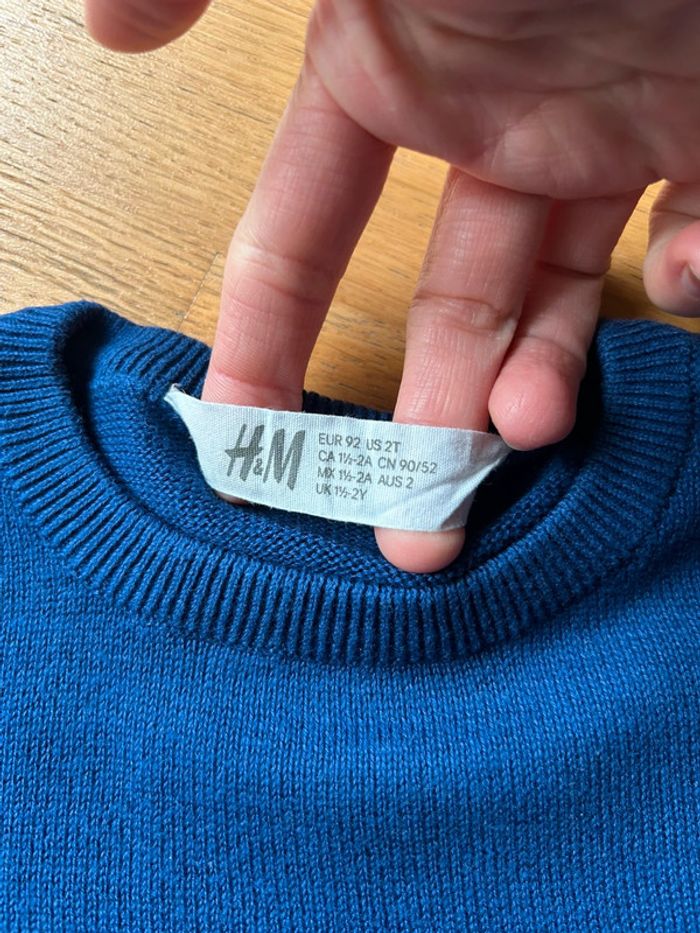 H&M
EUR 92 US 2T
CA 1½-2A CN 90/52
MX 1½-2A AUS 2
UK 1½-2Y